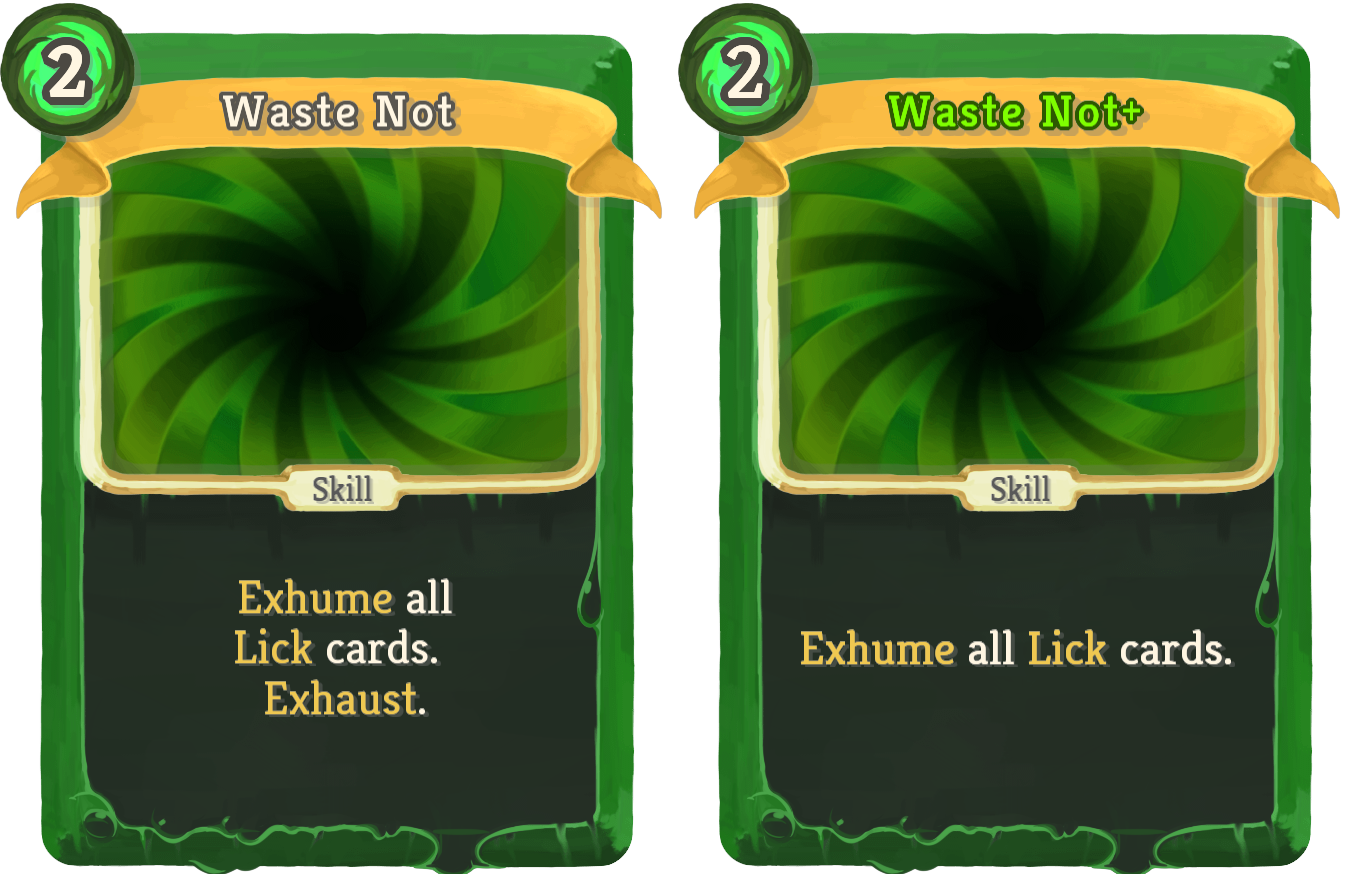 2
Waste Not
Skill
Exhume all
Lick cards.
Exhaust.
2
Waste Not+
Skill
Exhume all Lick cards.